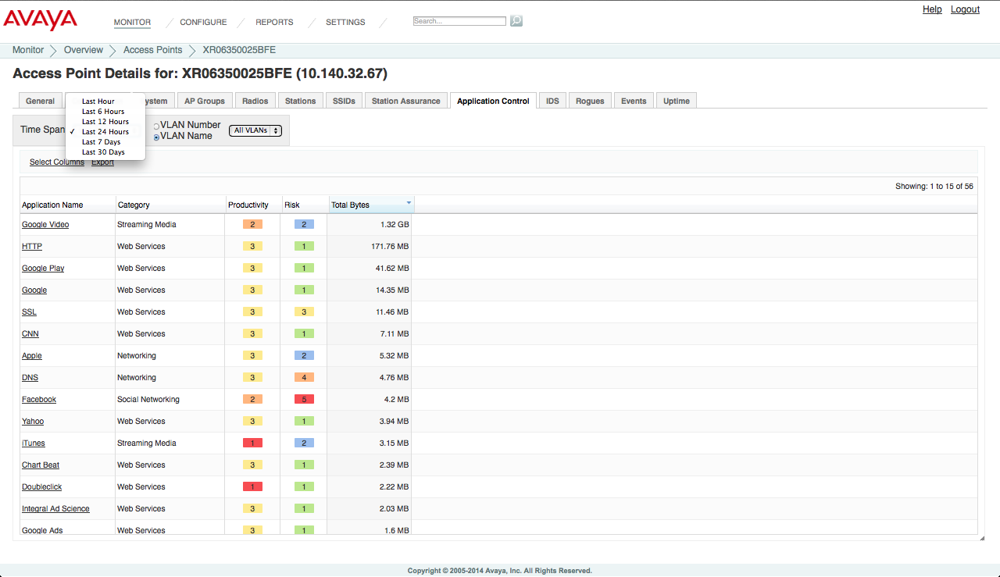 AVAYA
MONITOR CONFIGURE REPORTS SETTINGS Search... Help Logout
Monitor Overview Access Points XR06350025BFE
Access Point Details for: XR06350025BFE (10.140.32.67)
General ystem AP Groups Radios Stations SSIDs Station Assurance Application Control IDS Rogues Events Uptime
Last Hour
Last 6 Hours
Last 12 Hours
✓ Last 24 Hours
Last 7 Days
Last 30 Days
Time Span
VLAN Number
VLAN Name
All VLANs
Select Columns Export
Showing: 1 to 15 of 56
Application Name Category Productivity Risk Total Bytes
Google Video Streaming Media 2 2 1.32 GB
HTTP Web Services 3 1 171.76 MB
Google Play Web Services 3 1 41.62 MB
Google Web Services 3 1 14.35 MB
SSL Web Services 3 3 11.46 MB
CNN Web Services 3 1 7.11 MB
Apple Networking 3 2 5.32 MB
DNS Networking 3 4 4.76 MB
Facebook Social Networking 2 5 4.2 MB
Yahoo Web Services 3 1 3.94 MB
iTunes Streaming Media 1 2 3.15 MB
Chart Beat Web Services 3 1 2.39 MB
Doubleclick Web Services 1 1 2.22 MB
Integral Ad Science Web Services 3 1 2.03 MB
Google Ads Web Services 3 1 1.6 MB
Copyright © 2005-2014 Avaya, Inc. All Rights Reserved.